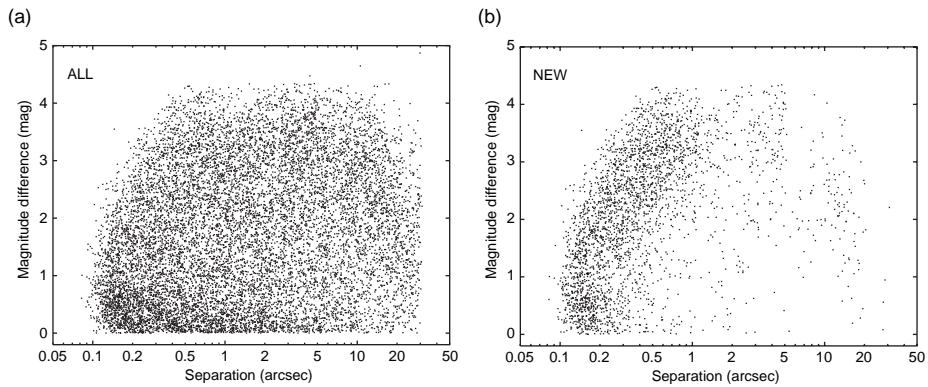 (a)
ALL
Magnitude difference (mag)
5
4
3
2
1
0
0.05 0.1 0.2 0.5 1 2 5 10 20 50
Separation (arcsec)
(b)
NEW
Magnitude difference (mag)
5
4
3
2
1
0
0.05 0.1 0.2 0.5 1 2 5 10 20 50
Separation (arcsec)